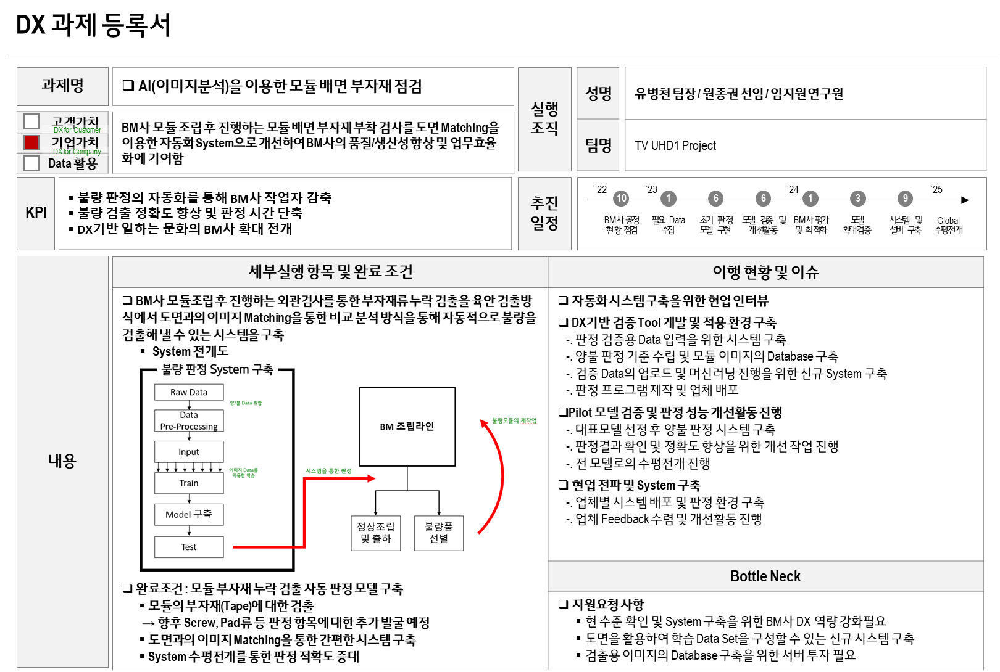 DX 과제 등록서
과제명
❑ AI(이미지분석)을 이용한 모듈 배면 부자재 점검
고객가치
DX for Customer
기업가치
DX for Company
Data 활용
BM사 모듈 조립 후 진행하는 모듈 배면 부자재 부착 검사를 도면 Matching을
이용한 자동화 System으로 개선하여 BM사의 품질/생산성 향상 및 업무효율
화에 기여함
실행
조직
성명
유병천 팀장 / 원종권 선임 / 임지원 연구원
팀명
TV UHD1 Project
KPI
▪ 불량 판정의 자동화를 통해 BM사 작업자 감축
▪ 불량 검출 정확도 향상 및 판정 시간 단축
▪ DX기반 일하는 문화의 BM사 확대 전개
추진
일정
’22 ’23 ‘24 ‘25
10 1 6 6 1 3 9
BM사 공정
현황 점검
필요 Data
수집
초기 판정
모델 구현
모델 검증 및
개선활동
BM사 평가
및 최적화
모델
확대검증
시스템 및
설비 구축
Global
수평전개
내용
세부실행 항목 및 완료 조건
❑ BM사 모듈조립 후 진행하는 외관검사를 통한 부자재류 누락 검출을 육안 검출방
식에서 도면과의 이미지 Matching을 통한 비교 분석 방식을 통해 자동적으로 불량을
검출해 낼 수 있는 시스템을 구축
▪ System 전개도
불량 판정 System 구축
Raw Data
양/불 Data 취합
Data
Pre-Processing
Input
이미지 Data를
이용한 학습
Train
Model 구축
Test
시스템을 통한 판정
BM 조립라인
불량모듈의 재작업
정상조립
및 출하
불량품
선별
❑ 완료조건 : 모듈 부자재 누락 검출 자동 판정 모델 구축
▪ 모듈의 부자재(Tape)에 대한 검출
→ 향후 Screw, Pad류 등 판정 항목에 대한 추가 발굴 예정
▪ 도면과의 이미지 Matching을 통한 간편한 시스템 구축
▪ System 수평전개를 통한 판정 적확도 증대
이행 현황 및 이슈
❑ 자동화 시스템 구축을 위한 현업 인터뷰
❑ DX기반 검증 Tool 개발 및 적용 환경 구축
-. 판정 검증용 Data 입력을 위한 시스템 구축
-. 양불 판정 기준 수립 및 모듈 이미지의 Database 구축
-. 검증 Data의 업로드 및 머신러닝 진행을 위한 신규 System 구축
-. 판정 프로그램 제작 및 업체 배포
❑Pilot 모델 검증 및 판정 성능 개선활동 진행
-. 대표모델 선정 후 양불 판정 시스템 구축
-. 판정결과 확인 및 정확도 향상을 위한 개선 작업 진행
-. 전 모델로의 수평전개 진행
❑ 현업 전파 및 System 구축
-. 업체별 시스템 배포 및 판정 환경 구축
-. 업체 Feedback 수렴 및 개선활동 진행
Bottle Neck
❑ 지원요청 사항
▪ 현 수준 확인 및 System 구축을 위한 BM사 DX 역량 강화필요
▪ 도면을 활용하여 학습 Data Set을 구성할 수 있는 신규 시스템 구축
▪ 검출용 이미지의 Database 구축을 위한 서버 투자 필요